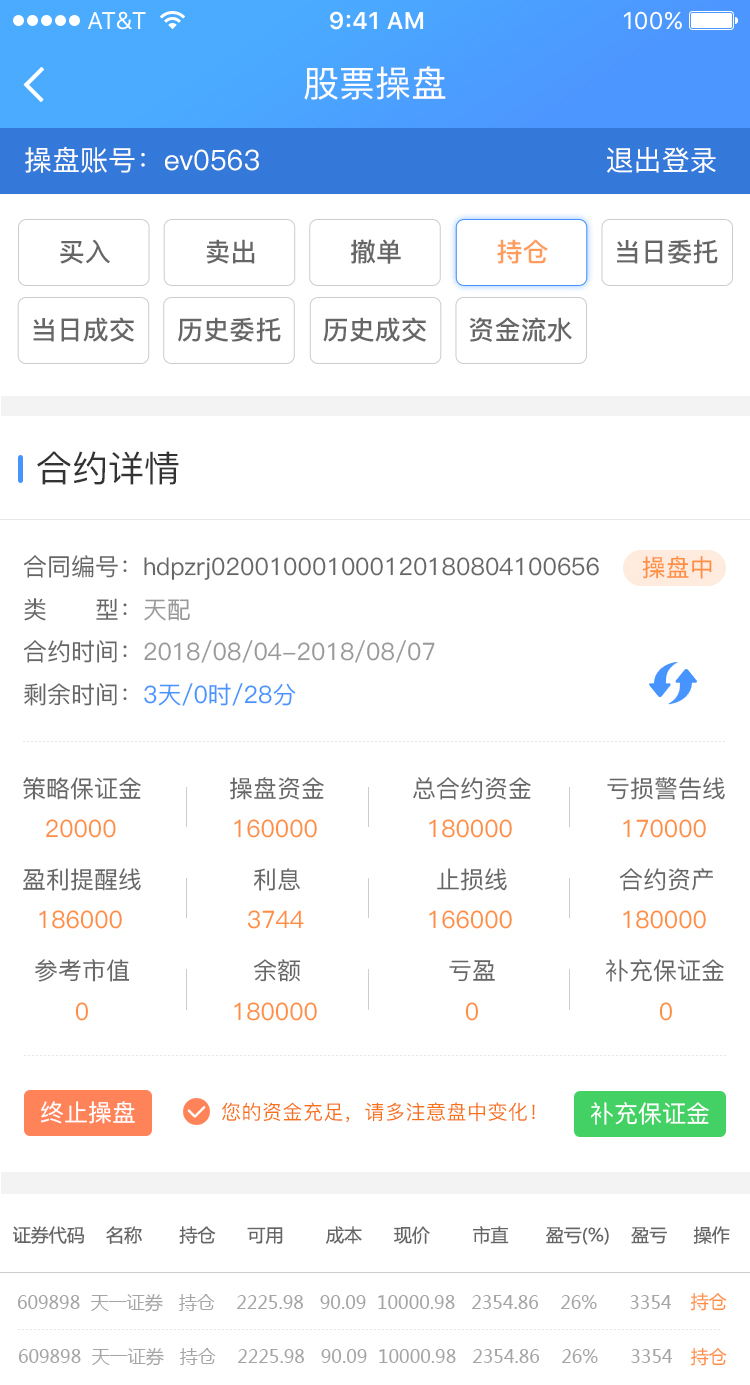 AT&T 9:41 AM 100%
股票操盘
操盘账号：ev0563 退出登录
买入 卖出 撤单 持仓 当日委托
当日成交 历史委托 历史成交 资金流水
合约详情
合同编号：hdpzrj020010001000120180804100656 操盘中
类 型：天配
合约时间：2018/08/04-2018/08/07
剩余时间：3天/0时/28分
策略保证金 操盘资金 总合约资金 亏损警告线
20000 160000 180000 170000
盈利提醒线 利息 止损线 合约资产
186000 3744 166000 180000
参考市值 余额 亏盈 补充保证金
0 180000 0 0
终止操盘 您的资金充足，请多注意盘中变化！ 补充保证金
证券代码 名称 持仓 可用 成本 现价 市直 盈亏(%) 盈亏 操作
609898 天一证券 持仓 2225.98 90.09 10000.98 2354.86 26% 3354 持仓
609898 天一证券 持仓 2225.98 90.09 10000.98 2354.86 26% 3354 持仓